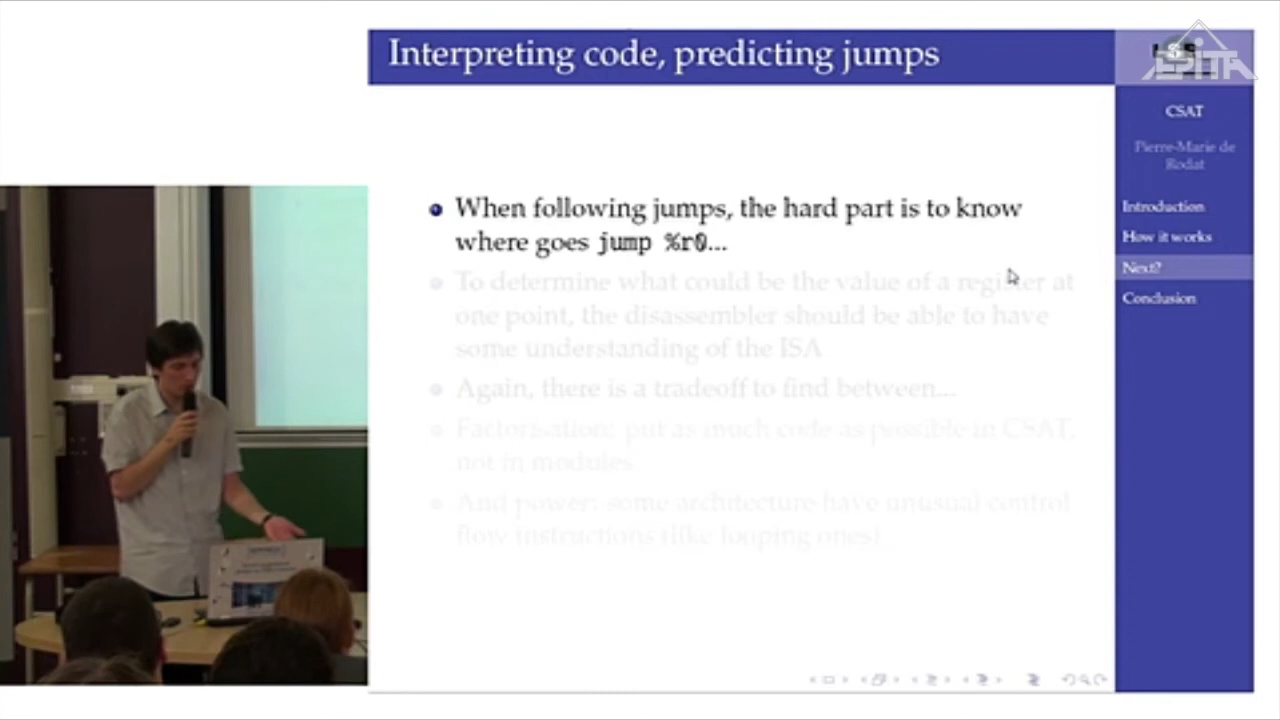 Interpreting code, predicting jumps
EPITA
CSAT
Pierre-Marie de
Rodat
Introduction
How it works
Next?
Conclusion
When following jumps, the hard part is to know
where goes jump %r0...
To determine what could be the value of a register at
one point, the disassembler should be able to have
some understanding of the ISA
Again, there is a tradeoff to find between...
Factorisation: put as much code as possible in CSAT,
not in modules
And power: some architecture have unusual control
flow instructions (like looping ones)